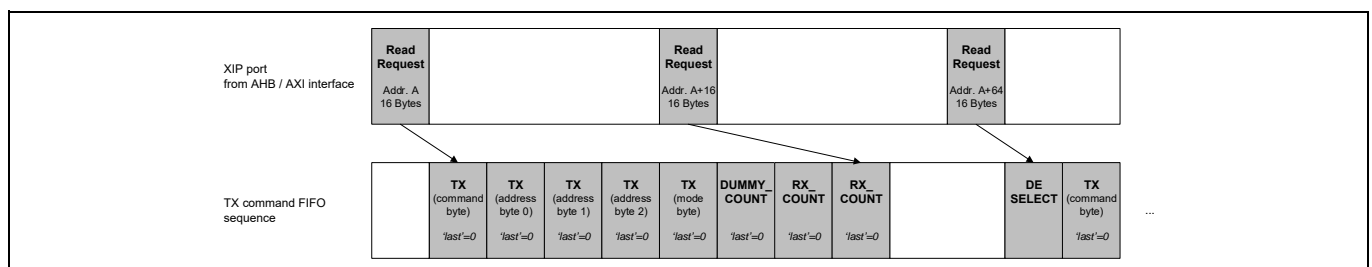 XIP port
from AHB / AXI interface
Read
Request
Addr. A
16 Bytes
Read
Request
Addr. A+16
16 Bytes
Read
Request
Addr. A+64
16 Bytes
TX command FIFO
sequence
TX
(command
byte)
'last'=0
TX
(address
byte 0)
'last'=0
TX
(address
byte 1)
'last'=0
TX
(address
byte 2)
'last'=0
TX
(mode
byte)
'last'=0
DUMMY_
COUNT
'last'=0
RX_
COUNT
'last'=0
RX_
COUNT
'last'=0
DE
SELECT
TX
(command
byte)
'last'=0
...